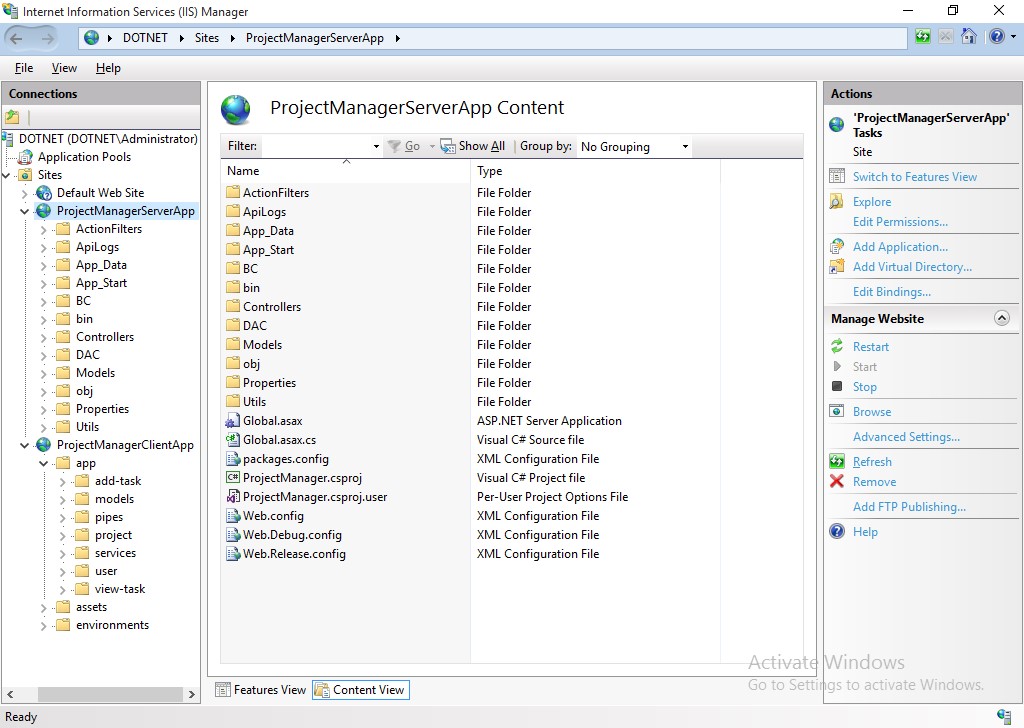 Internet Information Services (IIS) Manager
DOTNET Sites ProjectManagerServerApp
File View Help
Connections
DOTNET (DOTNET\Administrator)
Application Pools
Sites
Default Web Site
ProjectManagerServerApp
ActionFilters
ApiLogs
App_Data
App_Start
BC
bin
Controllers
DAC
Models
obj
Properties
Utils
ProjectManagerClientApp
app
add-task
models
pipes
project
services
user
view-task
assets
environments
ProjectManagerServerApp Content
Filter: Go Show All Group by: No Grouping
Name Type
ActionFilters File Folder
ApiLogs File Folder
App_Data File Folder
App_Start File Folder
BC File Folder
bin File Folder
Controllers File Folder
DAC File Folder
Models File Folder
obj File Folder
Properties File Folder
Utils File Folder
Global.asax ASP.NET Server Application
Global.asax.cs Visual C# Source file
packages.config XML Configuration File
ProjectManager.csproj Visual C# Project file
ProjectManager.csproj.user Per-User Project Options File
Web.config XML Configuration File
Web.Debug.config XML Configuration File
Web.Release.config XML Configuration File
Features View Content View
Actions
'ProjectManagerServerApp'
Tasks
Site
Switch to Features View
Explore
Edit Permissions...
Add Application...
Add Virtual Directory...
Edit Bindings...
Manage Website
Restart
Start
Stop
Browse
Advanced Settings...
Refresh
Remove
Add FTP Publishing...
Help
Activate Windows
Go to Settings to activate Windows.
Ready